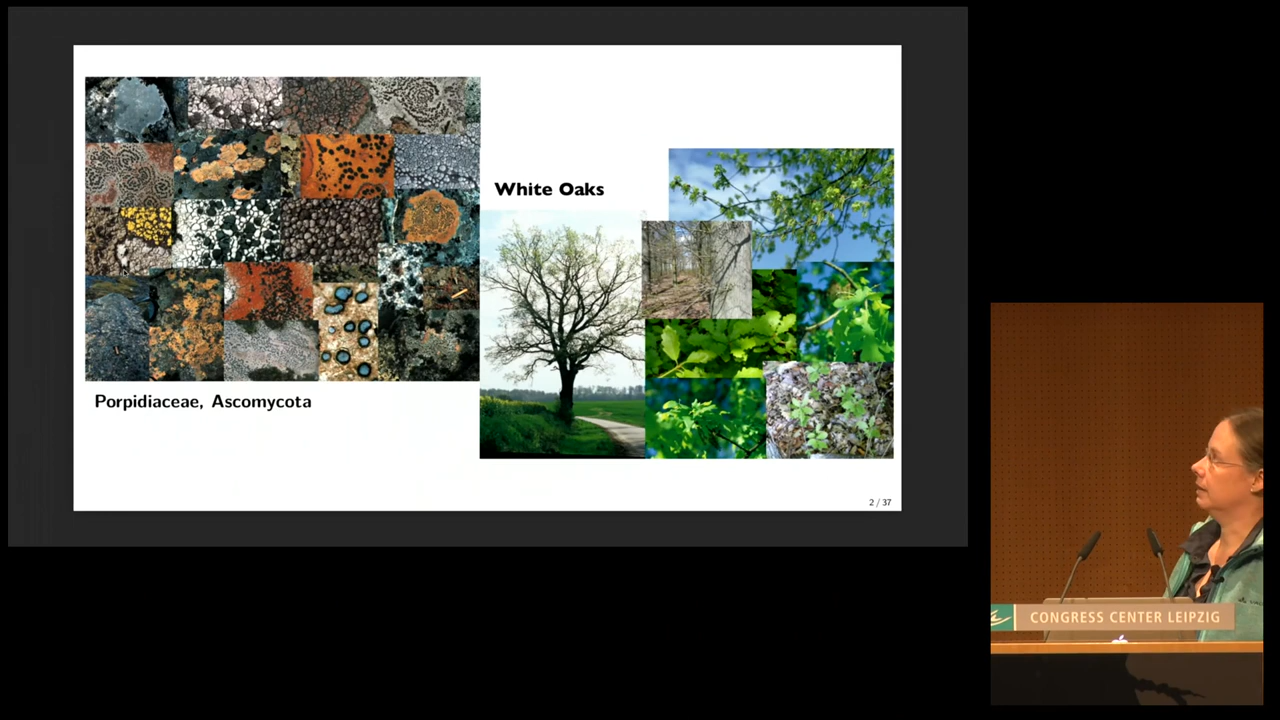 White Oaks
Porpidiaceae, Ascomycota
2 / 37
CONGRESS CENTER LEIPZIG